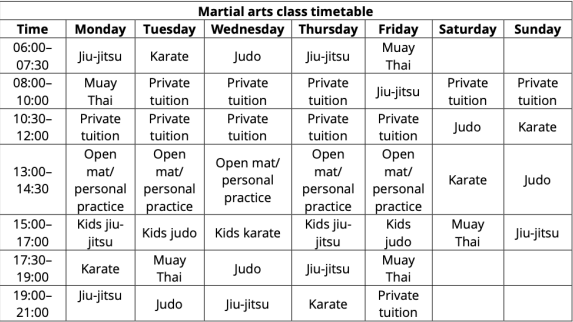 Martial arts class timetable
Time Monday Tuesday Wednesday Thursday Friday Saturday Sunday
06:00–07:30 Jiu-jitsu Karate Judo Jiu-jitsu Muay Thai
08:00–10:00 Muay Thai Private tuition Private tuition Private tuition Jiu-jitsu Private tuition Private tuition
10:30–12:00 Private tuition Private tuition Private tuition Private tuition Private tuition Judo Karate
13:00–14:30 Open mat/personal practice Open mat/personal practice Open mat/personal practice Open mat/personal practice Open mat/personal practice Karate Judo
15:00–17:00 Kids jiu-jitsu Kids judo Kids karate Kids jiu-jitsu Kids judo Muay Thai Jiu-jitsu
17:30–19:00 Karate Muay Thai Judo Jiu-jitsu Muay Thai
19:00–21:00 Jiu-jitsu Judo Jiu-jitsu Karate Private tuition